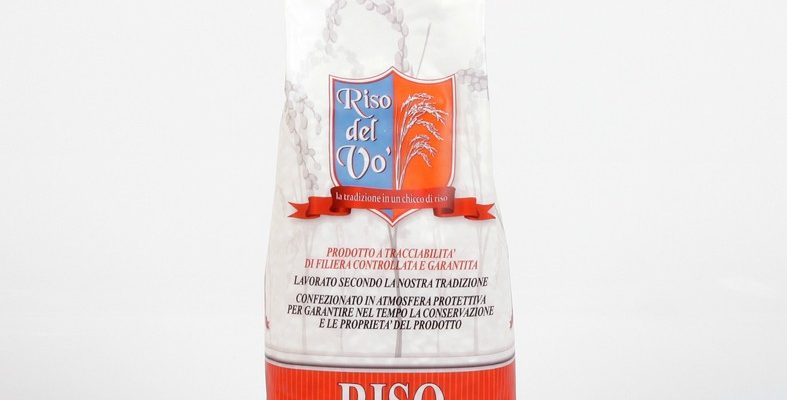 Riso
del
Vo'
la tradizione in un chicco di riso
PRODOTTO A TRACCIABILITA'
DI FILIERA CONTROLLATA E GARANTITA
LAVORATO SECONDO LA NOSTRA TRADIZIONE
CONFEZIONATO IN ATMOSFERA PROTETTIVA
PER GARANTIRE NEL TEMPO LA CONSERVAZIONE
E LE PROPRIETA' DEL PRODOTTO
RISO